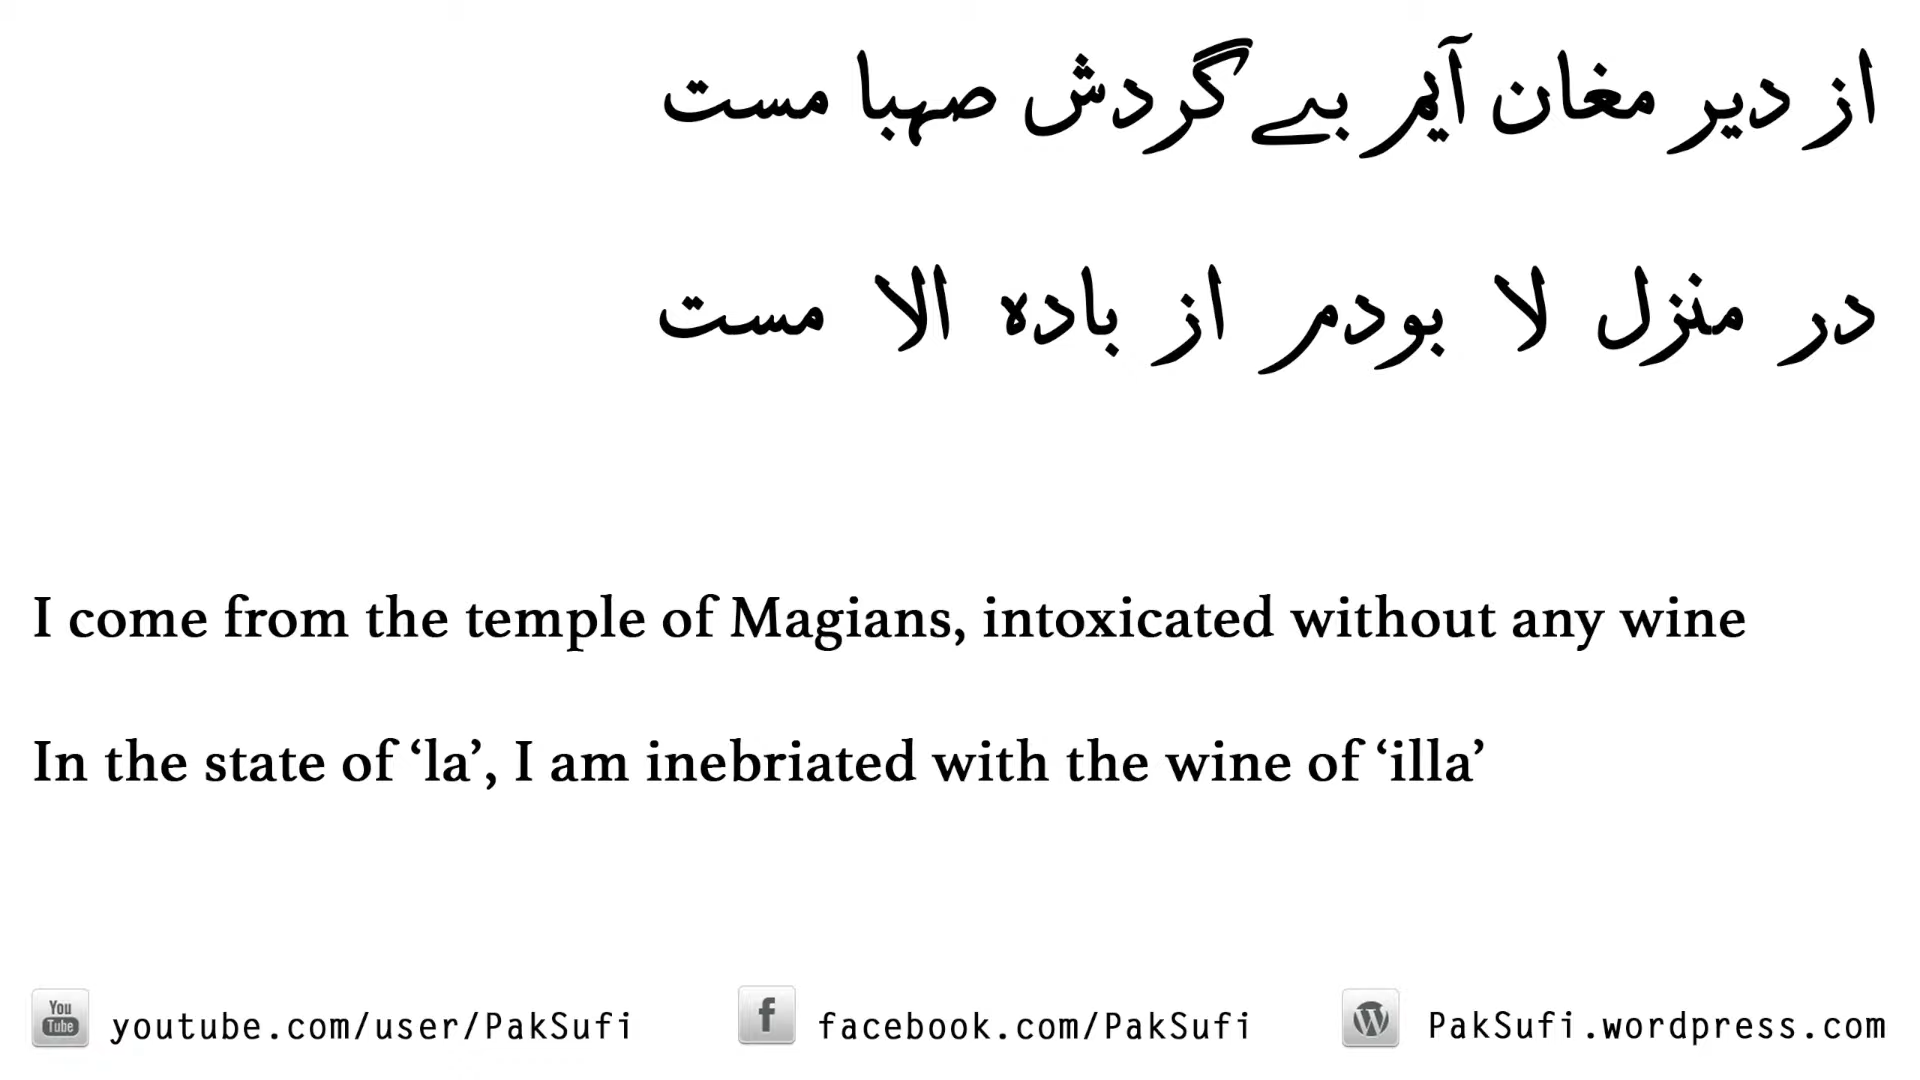 از دیر مغان آیم بے گردش صہبا مست
در منزل لا بودم از بادہ الا مست
I come from the temple of Magians, intoxicated without any wine
In the state of ‘la’, I am inebriated with the wine of ‘illa’
You Tube youtube.com/user/PakSufi f facebook.com/PakSufi W PakSufi.wordpress.com